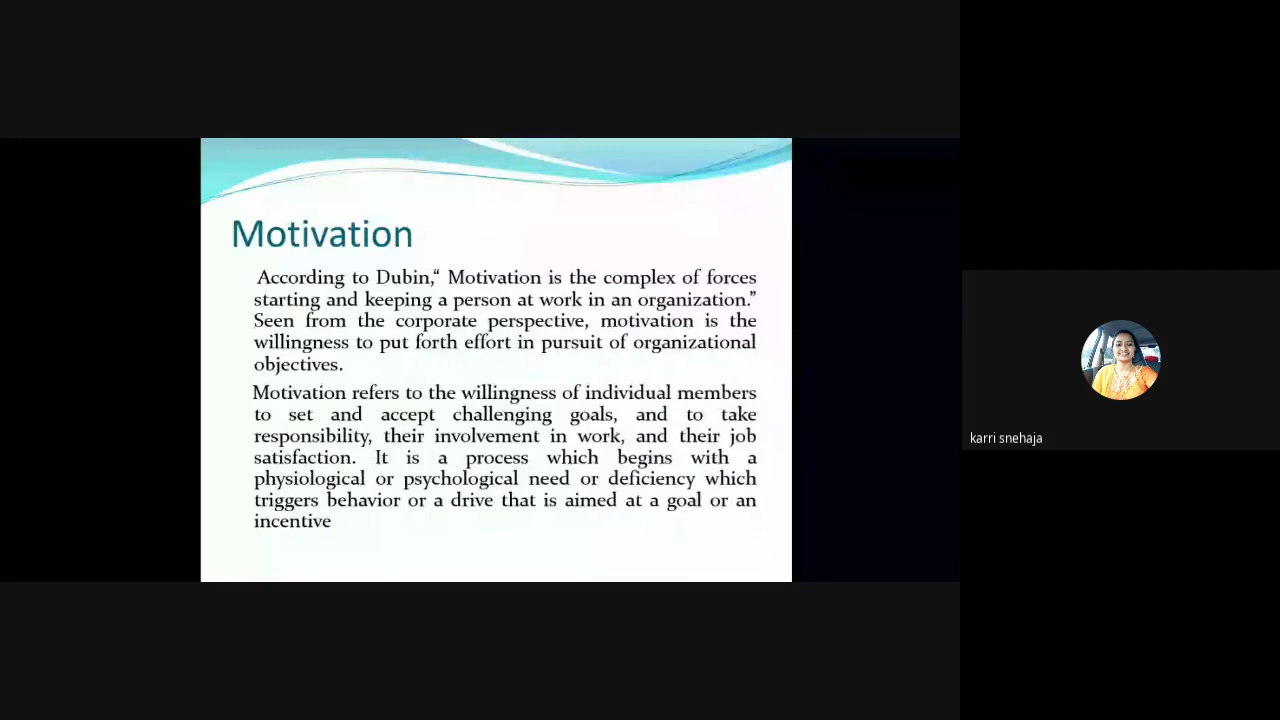 Motivation
According to Dubin,“ Motivation is the complex of forces
starting and keeping a person at work in an organization.”
Seen from the corporate perspective, motivation is the
willingness to put forth effort in pursuit of organizational
objectives.
Motivation refers to the willingness of individual members
to set and accept challenging goals, and to take
responsibility, their involvement in work, and their job
satisfaction. It is a process which begins with a
physiological or psychological need or deficiency which
triggers behavior or a drive that is aimed at a goal or an
incentive
karri snehaja